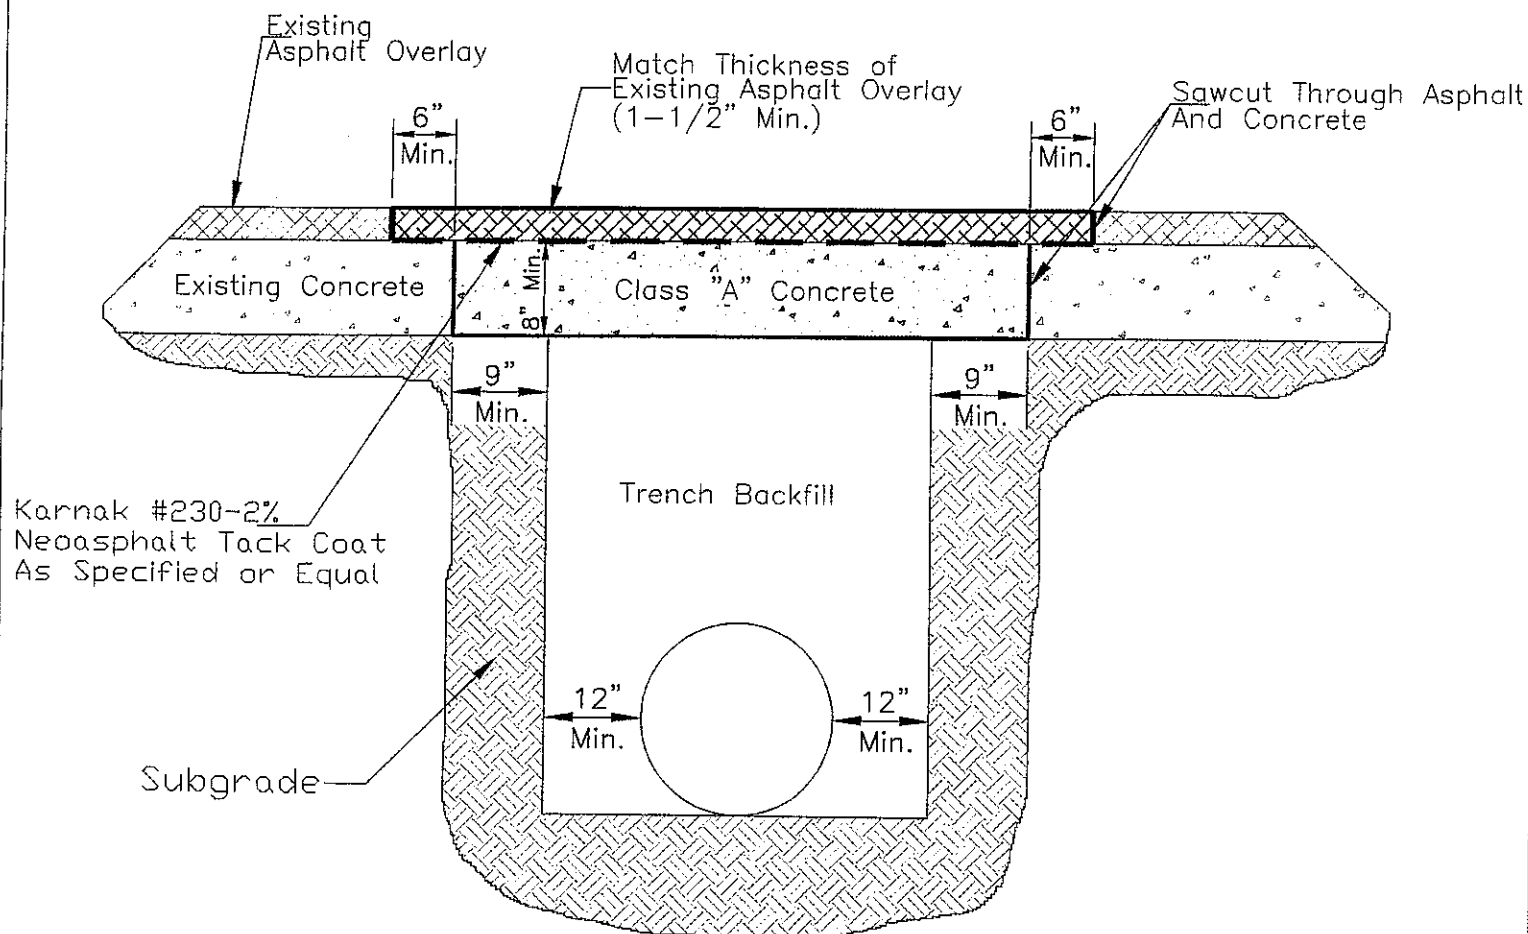 Existing
Asphalt Overlay
Match Thickness of
Existing Asphalt Overlay
(1-1/2" Min.)
Sawcut Through Asphalt
And Concrete
6"
Min.
6"
Min.
Existing Concrete
8" Min.
Class "A" Concrete
9"
Min.
9"
Min.
Trench Backfill
Karnak #230-2%
Neoasphalt Tack Coat
As Specified or Equal
12"
Min.
12"
Min.
Subgrade